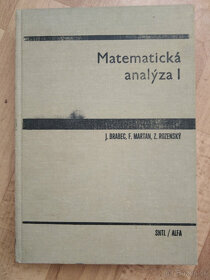 Matematická
analýza I
J. BRABEC, F. MARTAN, Z. ROZENSKÝ
SNTL / ALFA